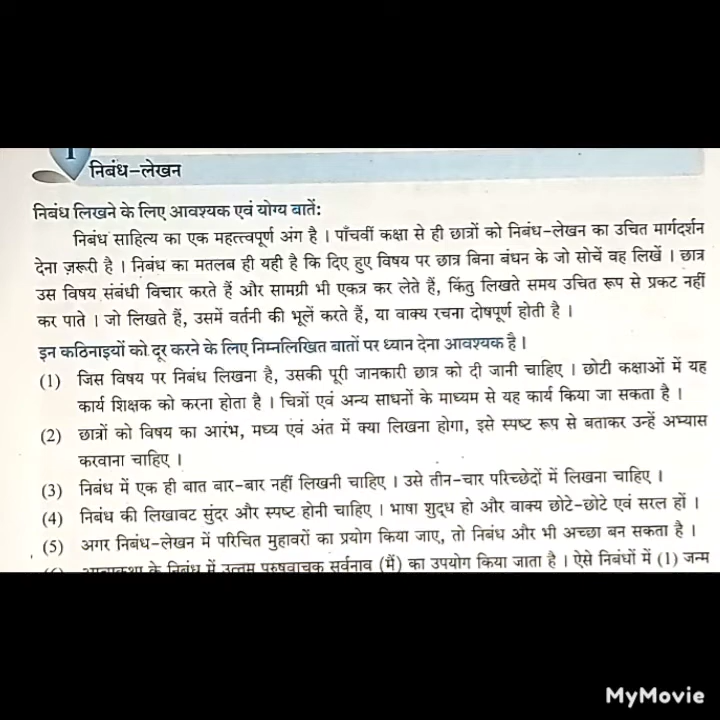 1
निबंध-लेखन
निबंध लिखने के लिए आवश्यक एवं योग्य बातें:
निबंध साहित्य का एक महत्त्वपूर्ण अंग है । पाँचवीं कक्षा से ही छात्रों को निबंध-लेखन का उचित मार्गदर्शन
देना ज़रूरी है । निबंध का मतलब ही यही है कि दिए हुए विषय पर छात्र बिना बंधन के जो सोचें वह लिखें । छात्र
उस विषय संबंधी विचार करते हैं और सामग्री भी एकत्र कर लेते हैं, किंतु लिखते समय उचित रूप से प्रकट नहीं
कर पाते । जो लिखते हैं, उसमें वर्तनी की भूलें करते हैं, या वाक्य रचना दोषपूर्ण होती है ।
इन कठिनाइयों को दूर करने के लिए निम्नलिखित बातों पर ध्यान देना आवश्यक है ।
(1) जिस विषय पर निबंध लिखना है, उसकी पूरी जानकारी छात्र को दी जानी चाहिए । छोटी कक्षाओं में यह
कार्य शिक्षक को करना होता है । चित्रों एवं अन्य साधनों के माध्यम से यह कार्य किया जा सकता है ।
(2) छात्रों को विषय का आरंभ, मध्य एवं अंत में क्या लिखना होगा, इसे स्पष्ट रूप से बताकर उन्हें अभ्यास
करवाना चाहिए ।
(3) निबंध में एक ही बात बार-बार नहीं लिखनी चाहिए । उसे तीन-चार परिच्छेदों में लिखना चाहिए ।
(4) निबंध की लिखावट सुंदर और स्पष्ट होनी चाहिए । भाषा शुद्ध हो और वाक्य छोटे-छोटे एवं सरल हों ।
(5) अगर निबंध-लेखन में परिचित मुहावरों का प्रयोग किया जाए, तो निबंध और भी अच्छा बन सकता है ।
के निबंध में उत्तम पुरुषवाचक सर्वनाव (मैं) का उपयोग किया जाता है । ऐसे निबंधों में (1) जन्म
MyMovie